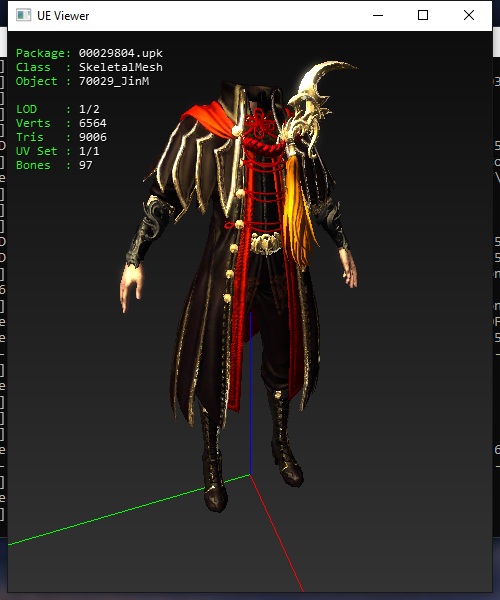 UE Viewer
Package: 00029804.upk
Class  : SkeletalMesh
Object : 70029_JinM
LOD    : 1/2
Verts  : 6564
Tris   : 9006
UV Set : 1/1
Bones  : 97